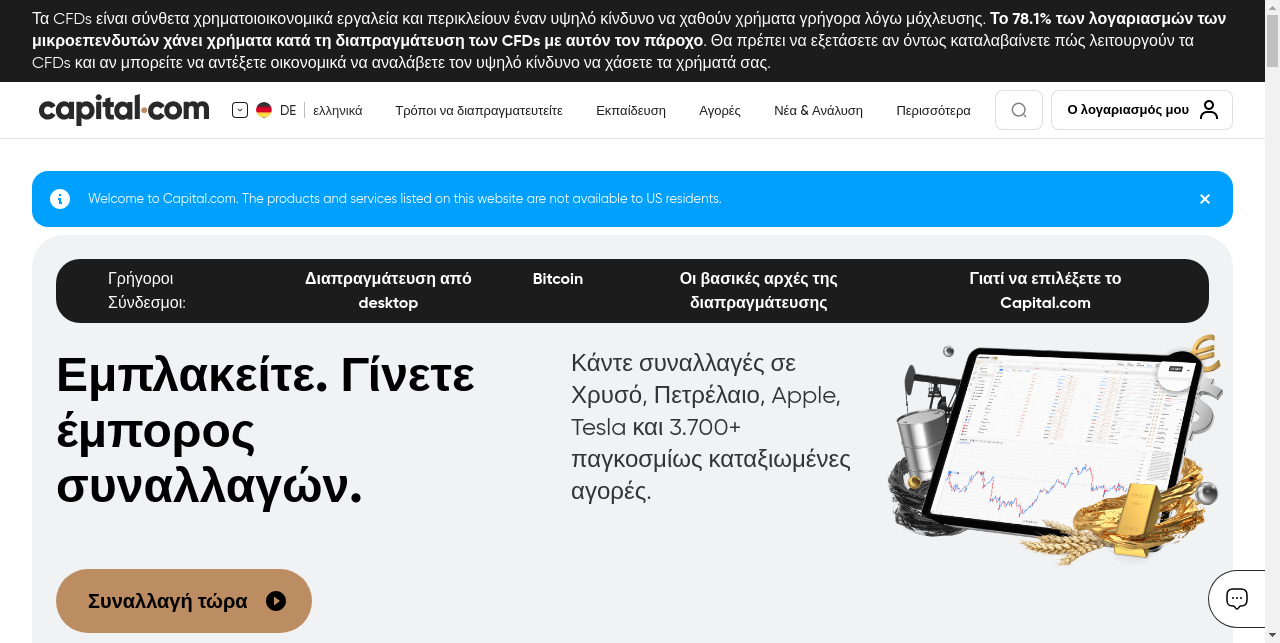 Τα CFDs είναι σύνθετα χρηματοιοικονομικά εργαλεία και περικλείουν έναν υψηλό κίνδυνο να χαθούν χρήματα γρήγορα λόγω μόχλευσης. Το 78.1% των λογαριασμών των
μικροεπενδυτών χάνει χρήματα κατά τη διαπραγμάτευση των CFDs με αυτόν τον πάροχο. Θα πρέπει να εξετάσετε αν όντως καταλαβαίνετε πώς λειτουργούν τα
CFDs και αν μπορείτε να αντέξετε οικονομικά να αναλάβετε τον υψηλό κίνδυνο να χάσετε τα χρήματά σας.
capital.com DE ελληνικά Τρόποι να διαπραγματευτείτε Εκπαίδευση Αγορές Νέα & Ανάλυση Περισσότερα Ο λογαριασμός μου
Welcome to Capital.com. The products and services listed on this website are not available to US residents.
Γρήγοροι
Σύνδεσμοι:
Διαπραγμάτευση από
desktop
Bitcoin
Οι βασικές αρχές της
διαπραγμάτευσης
Γιατί να επιλέξετε το
Capital.com
Εμπλακείτε. Γίνετε
έμπορος
συναλλαγών.
Κάντε συναλλαγές σε
Χρυσό, Πετρέλαιο, Apple,
Tesla και 3.700+
παγκοσμίως καταξιωμένες
αγορές.
Συναλλαγή τώρα